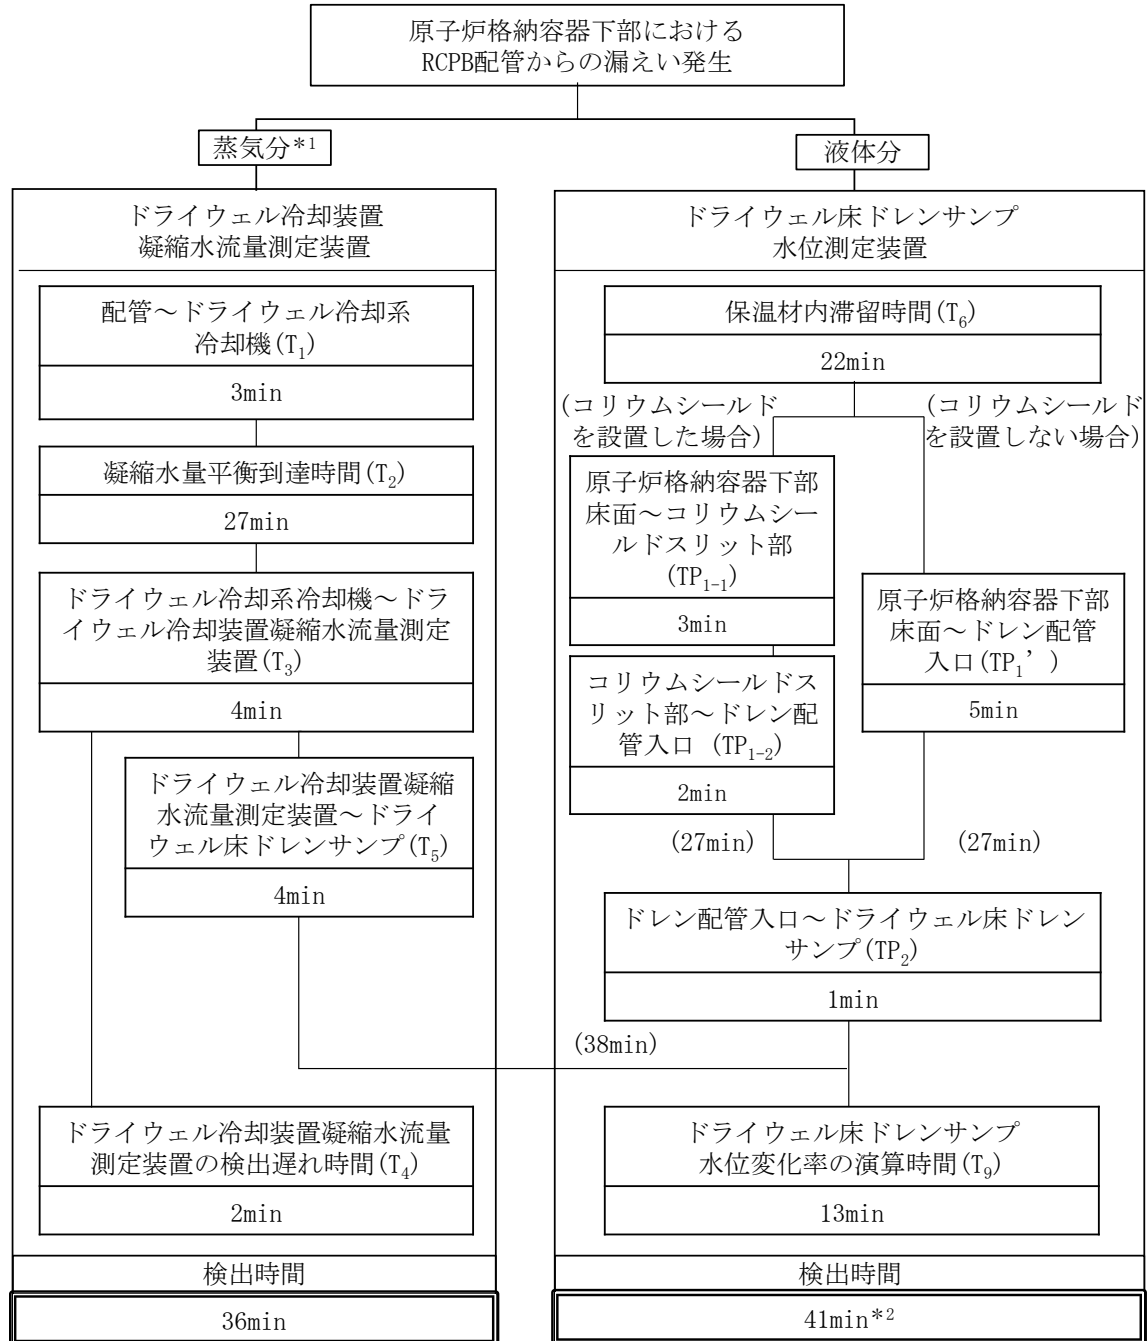 原子炉格納容器下部における
RCPB配管からの漏えい発生
蒸気分*1
液体分
ドライウェル冷却装置
凝縮水流量測定装置
配管～ドライウェル冷却系
冷却機(T1)
3min
凝縮水量平衡到達時間(T2)
27min
ドライウェル冷却系冷却機～ドラ
イウェル冷却装置凝縮水流量測定
装置(T3)
4min
ドライウェル冷却装置凝縮
水流量測定装置～ドライ
ウェル床ドレンサンプ(T5)
4min
ドライウェル冷却装置凝縮水流量
測定装置の検出遅れ時間(T4)
2min
検出時間
36min
ドライウェル床ドレンサンプ
水位測定装置
保温材内滞留時間(T6)
22min
(コリウムシールド
を設置した場合)
(コリウムシールド
を設置しない場合)
原子炉格納容器下部
床面～コリウムシー
ルドスリット部
(TP1-1)
3min
コリウムシールドス
リット部～ドレン配
管入口 (TP1-2)
2min
原子炉格納容器下部
床面～ドレン配管
入口(TP1’)
5min
(27min)
(27min)
ドレン配管入口～ドライウェル床ドレン
サンプ(TP2)
1min
(38min)
ドライウェル床ドレンサンプ
水位変化率の演算時間(T9)
13min
検出時間
41min*2